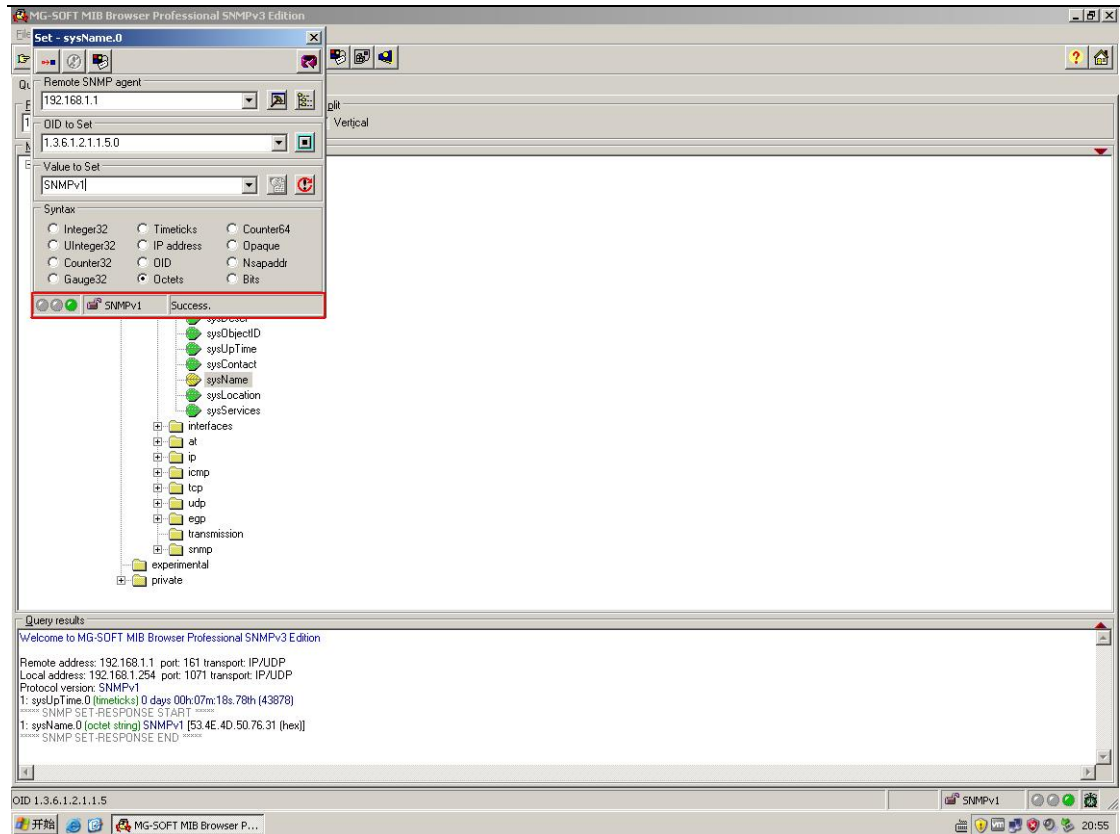 MG-SOFT MIB Browser Professional SNMPv3 Edition
Set - sysName.0
Remote SNMP agent
192.168.1.1
OID to Set
1.3.6.1.2.1.1.5.0
Vertical
Value to Set
SNMPv1
Syntax
Integer32 Timeticks Counter64
UInteger32 IP address Opaque
Counter32 OID Nsapaddr
Gauge32 Octets Bits
SNMPv1 Success.
sysDescr
sysObjectID
sysUpTime
sysContact
sysName
sysLocation
sysServices
interfaces
at
ip
icmp
tcp
udp
egp
transmission
snmp
experimental
private
Query results
Welcome to MG-SOFT MIB Browser Professional SNMPv3 Edition
Remote address: 192.168.1.1 port: 161 transport: IP/UDP
Local address: 192.168.1.254 port: 1071 transport: IP/UDP
Protocol version: SNMPv1
1: sysUpTime.0 (timeticks) 0 days 00h:07m:18s.78th (43878)
***** SNMP SET-RESPONSE START *****
1: sysName.0 (octet string) SNMPv1 [53.4E.4D.50.76.31 (hex)]
***** SNMP SET-RESPONSE END *****
OID 1.3.6.1.2.1.1.5
SNMPv1
开始 MG-SOFT MIB Browser P... 20:55